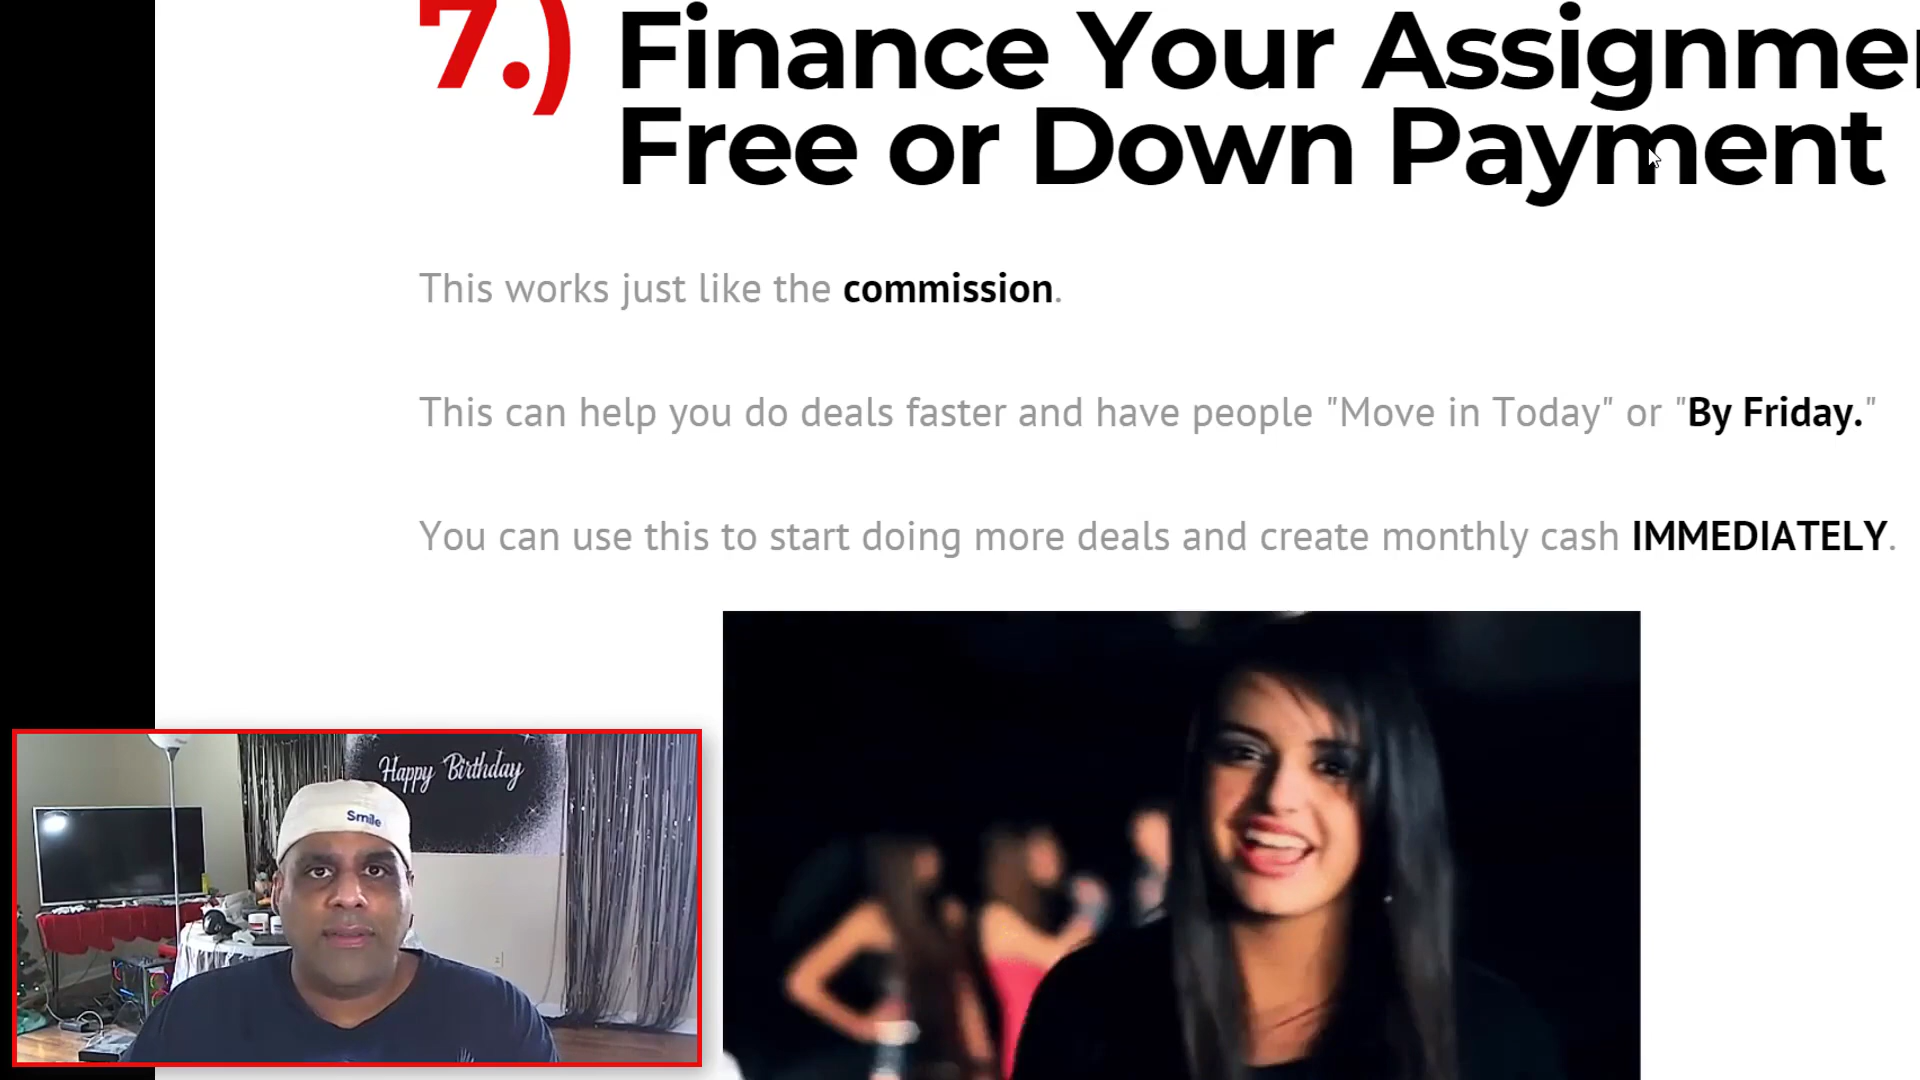 7.) Finance Your Assignme
Free or Down Payment
This works just like the commission.
This can help you do deals faster and have people "Move in Today" or "By Friday."
You can use this to start doing more deals and create monthly cash IMMEDIATELY.
Happy Birthday
Smile